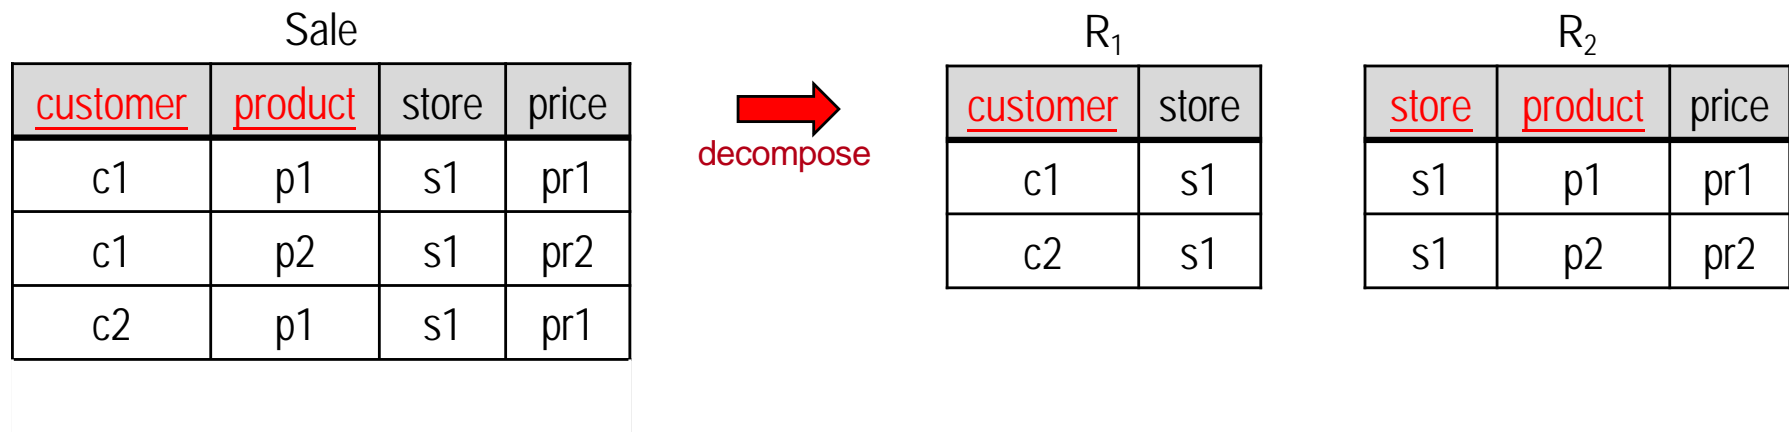 Sale
customer product store price
c1 p1 s1 pr1
c1 p2 s1 pr2
c2 p1 s1 pr1
decompose
R₁
customer store
c1 s1
c2 s1
R₂
store product price
s1 p1 pr1
s1 p2 pr2